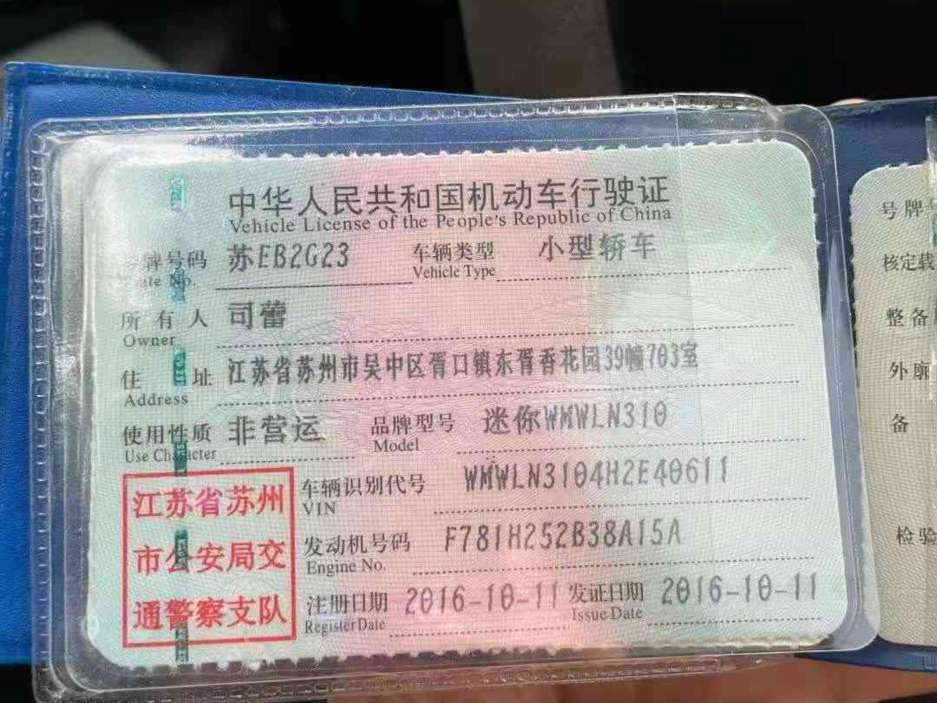 中华人民共和国机动车行驶证
Vehicle License of the People's Republic of China
牌号码 苏EB2G23 车辆类型 小型轿车
Plate No. Vehicle Type
所有人 司蕾
Owner
住址 江苏省苏州市吴中区胥口镇东胥香花园39幢703室
Address
使用性质 非营运 品牌型号 迷你WMWLN310
Use Character Model
江苏省苏州
市公安局交
通警察支队
车辆识别代号 WMWLN3104H2E40611
VIN
发动机号码 F781H252B38A15A
Engine No.
注册日期 2016-10-11 发证日期 2016-10-11
Register Date Issue Date
号牌
核定载
整备
外廓
备
检验